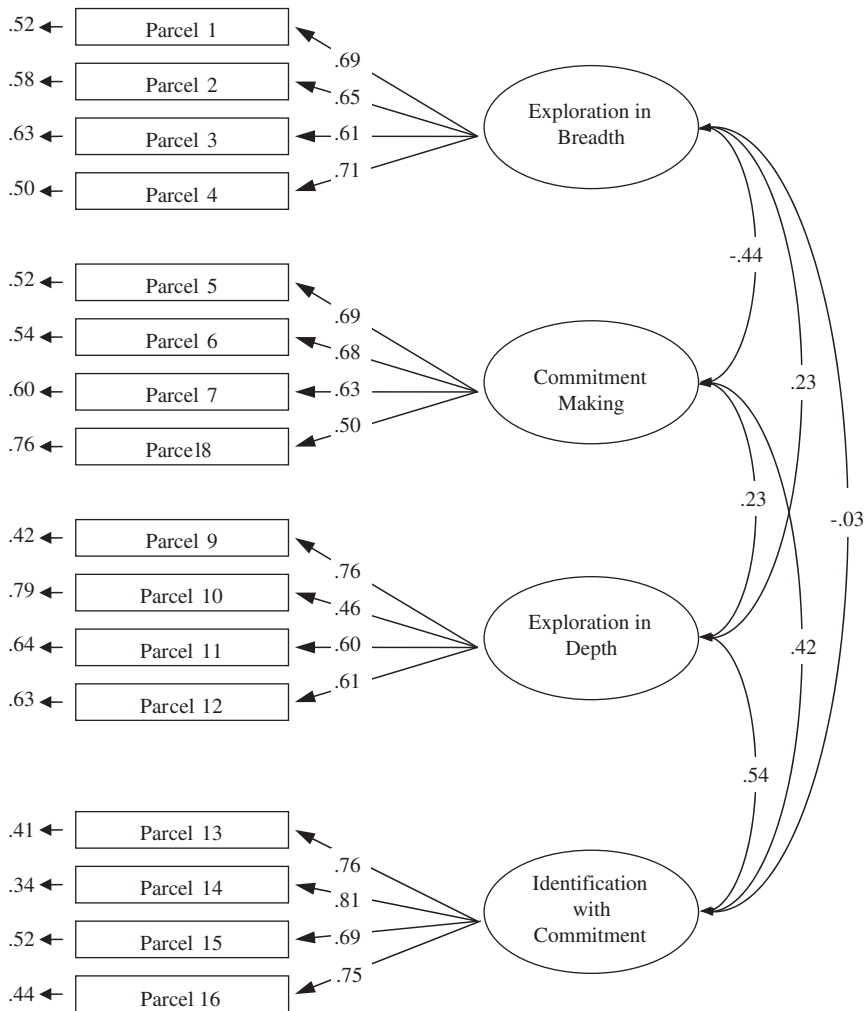 .52
Parcel 1
.69
.58
Parcel 2
.65
.63
Parcel 3
.61
.50
Parcel 4
.71
Exploration in
Breadth
-.44
.23
-.03
.52
Parcel 5
.69
.54
Parcel 6
.68
.60
Parcel 7
.63
.76
Parcel8
.50
Commitment
Making
.23
.42
.42
Parcel 9
.76
.79
Parcel 10
.46
.64
Parcel 11
.60
.63
Parcel 12
.61
Exploration in
Depth
.54
.41
Parcel 13
.76
.34
Parcel 14
.81
.52
Parcel 15
.69
.44
Parcel 16
.75
Identification
with
Commitment